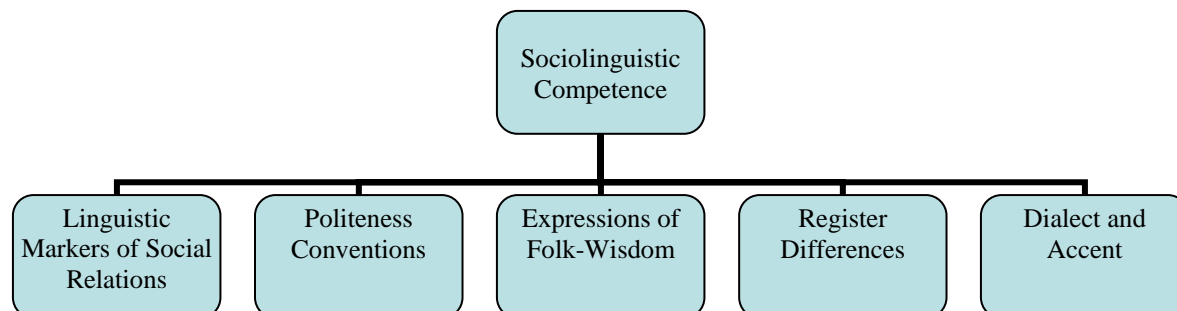 Sociolinguistic
Competence
Linguistic
Markers of Social
Relations
Politeness
Conventions
Expressions of
Folk-Wisdom
Register
Differences
Dialect and
Accent